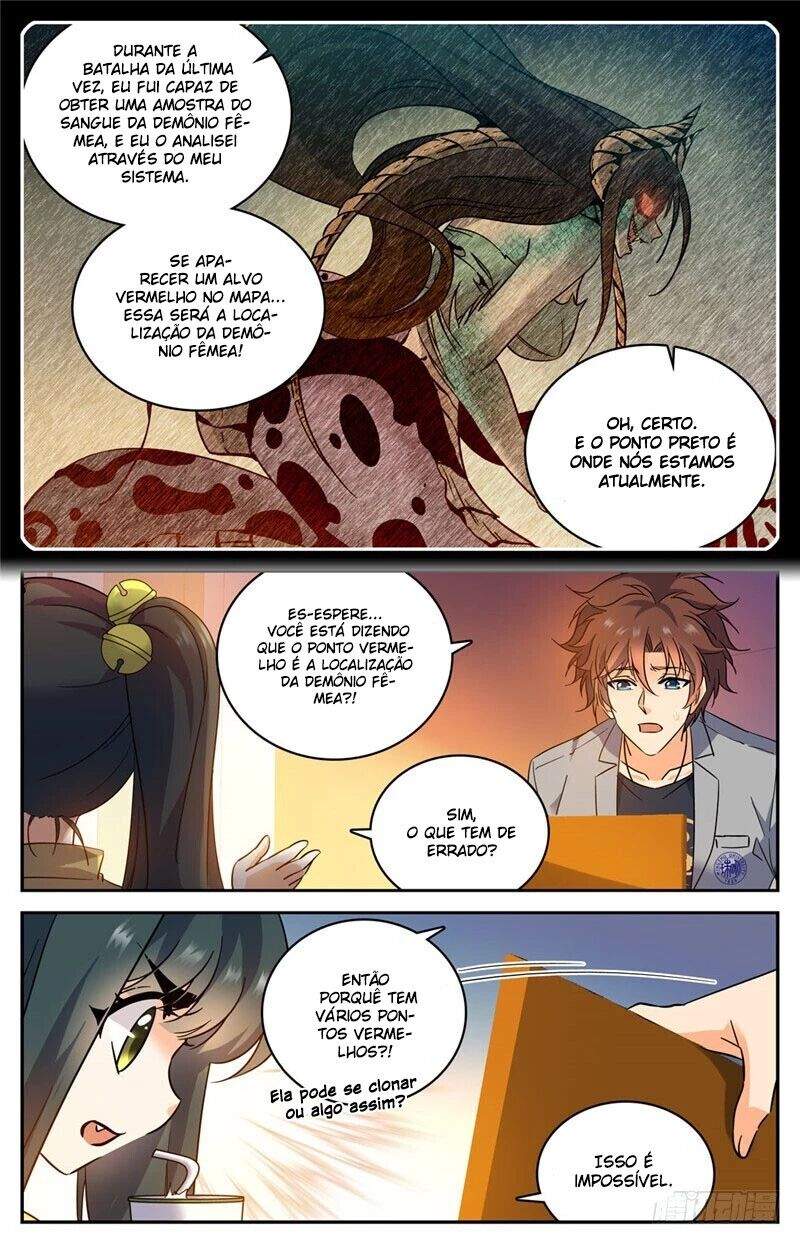 DURANTE A
BATALHA DA ÚLTIMA
VEZ, EU FUI CAPAZ DE
OBTER UMA AMOSTRA DO
SANGUE DA DEMÔNIO FÊ-
MEA, E EU O ANALISEI
ATRAVÉS DO MEU
SISTEMA.
SE APA-
RECER UM ALVO
VERMELHO NO MAPA...
ESSA SERÁ A LOCA-
LIZAÇÃO DA DEMÔ-
NIO FÊMEA!
OH, CERTO.
E O PONTO PRETO É
ONDE NÓS ESTAMOS
ATUALMENTE.
ES-ESPERE...
VOCÊ ESTÁ DIZENDO
QUE O PONTO VERME-
LHO É A LOCALIZAÇÃO
DA DEMÔNIO FÊ-
MEA?!
SIM,
O QUE TEM DE
ERRADO?
ENTÃO
PORQUÊ TEM
VÁRIOS PON-
TOS VERME-
LHOS?!
Ela pode se clonar
ou algo assim?
ISSO É
IMPOSSÍVEL.